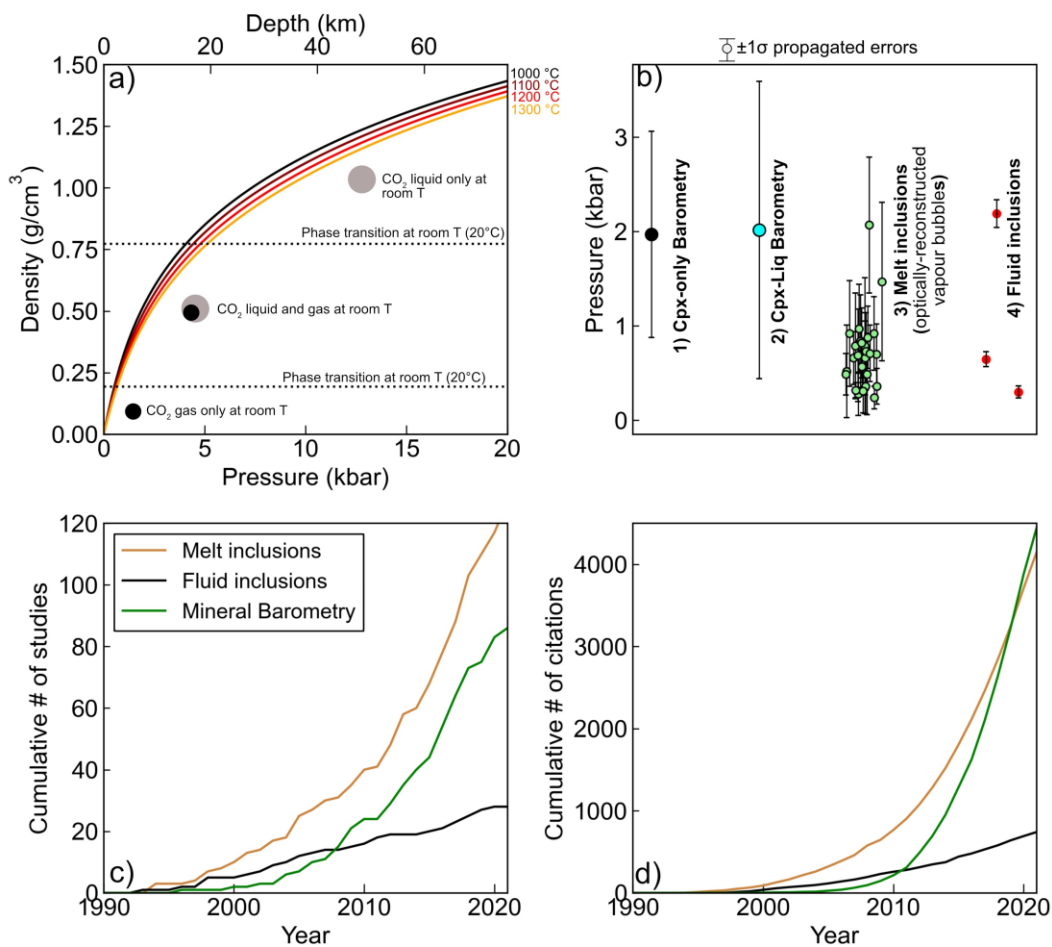 Depth (km)
0 20 40 60
a)
1.50
1.25
1.00
0.75
0.50
0.25
0.00
Density (g/cm³)
1000 °C
1100 °C
1200 °C
1300 °C
CO₂ liquid only at
room T
Phase transition at room T (20°C)
CO₂ liquid and gas at room T
Phase transition at room T (20°C)
CO₂ gas only at room T
0 5 10 15 20
Pressure (kbar)
±1σ propagated errors
b)
3
2
1
0
Pressure (kbar)
1) Cpx-only Barometry
2) Cpx-Liq Barometry
3) Melt inclusions
(optically-reconstructed
vapour bubbles)
4) Fluid inclusions
120
100
80
60
40
20
0
Cumulative # of studies
Melt inclusions
Fluid inclusions
Mineral Barometry
c)
1990 2000 2010 2020
Year
4000
3000
2000
1000
0
Cumulative # of citations
d)
1990 2000 2010 2020
Year